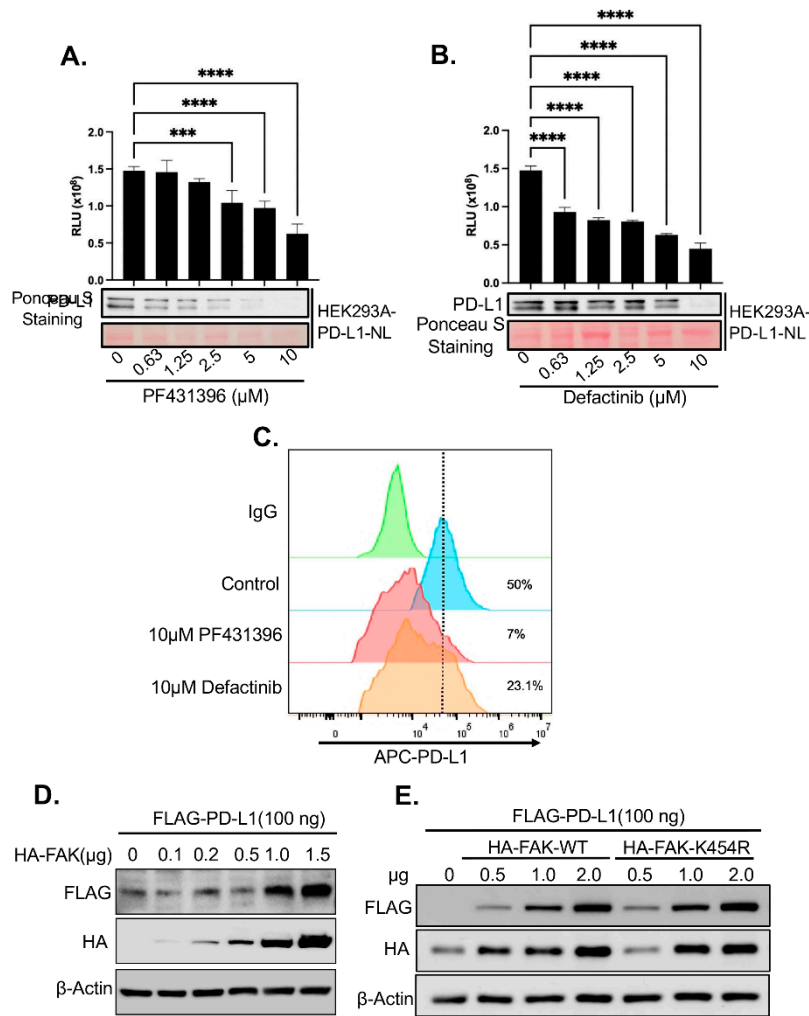 A.
****
****
***
RLU (x10⁸)
2.0
1.5
1.0
0.5
0.0
PD-L1
Ponceau S
Staining
HEK293A-
PD-L1-NL
0 0.63 1.25 2.5 5 10
PF431396 (µM)
B.
****
****
****
****
****
RLU (x10⁸)
2.0
1.5
1.0
0.5
0.0
PD-L1
Ponceau S
Staining
HEK293A-
PD-L1-NL
0 0.63 1.25 2.5 5 10
Defactinib (µM)
C.
IgG
Control
50%
10µM PF431396
7%
10µM Defactinib
23.1%
0 10⁴ 10⁵ 10⁶ 10⁷
APC-PD-L1
D.
FLAG-PD-L1(100 ng)
HA-FAK(µg) 0 0.1 0.2 0.5 1.0 1.5
FLAG
HA
β-Actin
E.
FLAG-PD-L1(100 ng)
HA-FAK-WT HA-FAK-K454R
µg 0 0.5 1.0 2.0 0.5 1.0 2.0
FLAG
HA
β-Actin